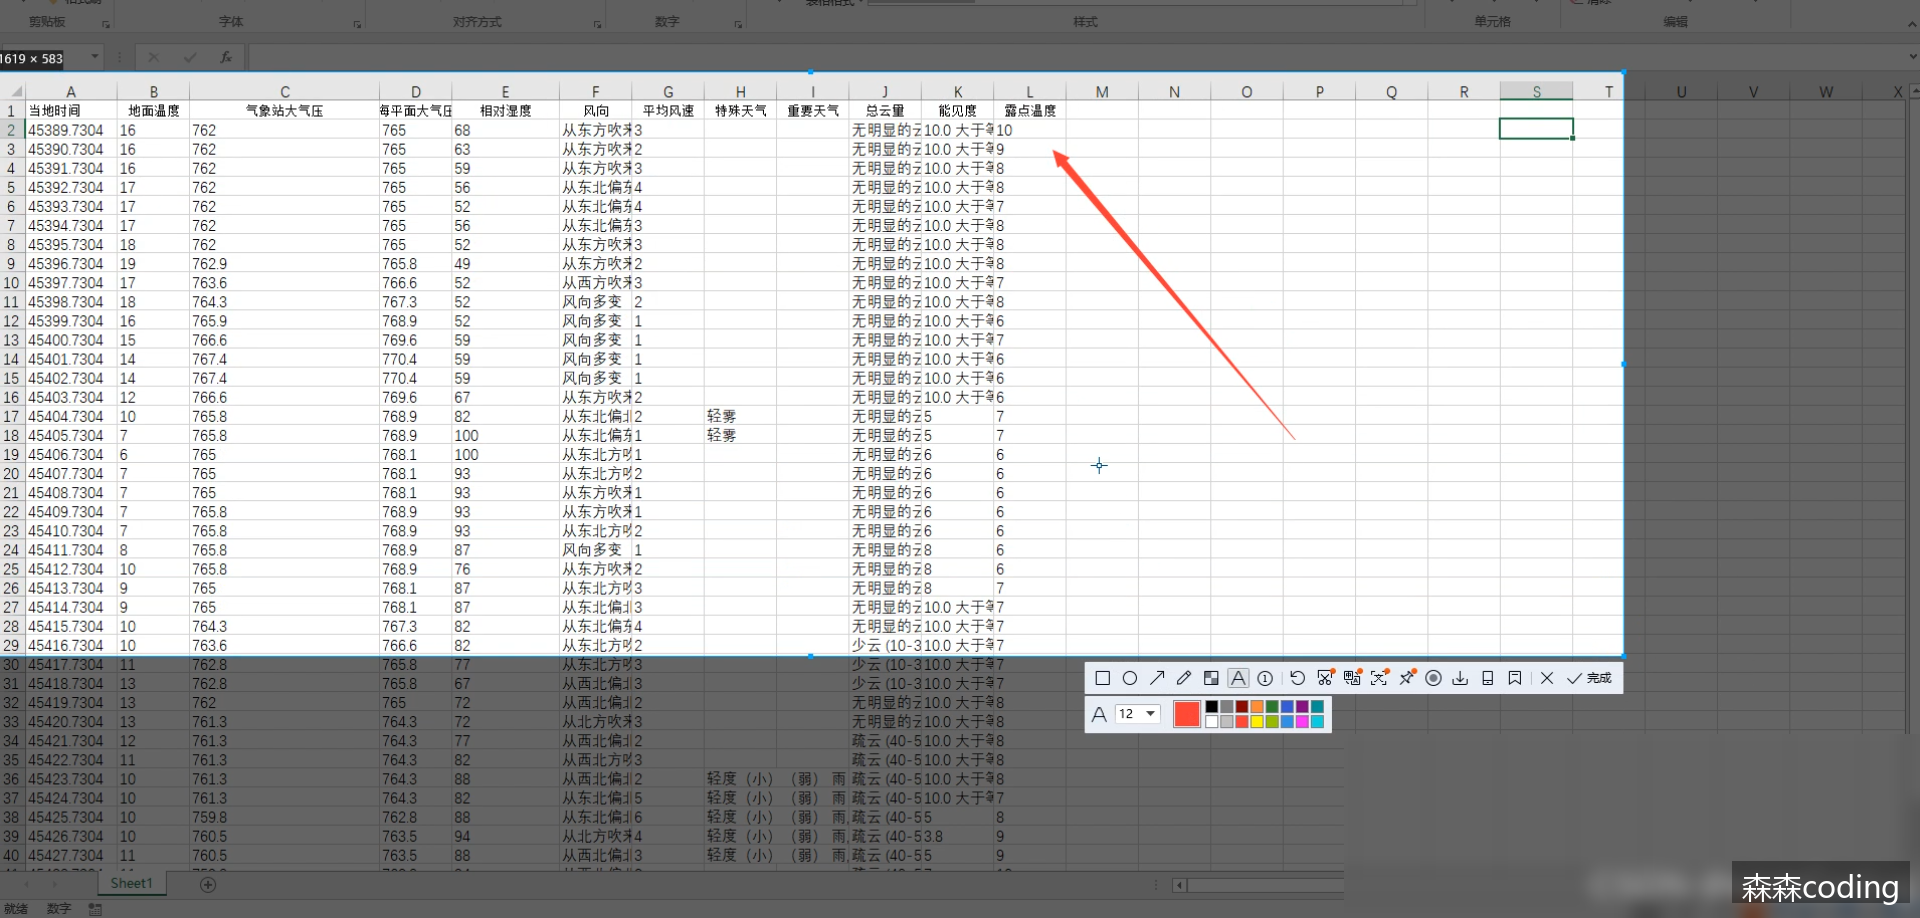 剪贴板 字体 对齐方式 数字 样式 单元格 编辑
1619 × 583 fx
A B C D E F G H I J K L M N O P Q R S T U V W X
1 当地时间 地面温度 气象站大气压 海平面大气压 相对湿度 风向 平均风速 特殊天气 重要天气 总云量 能见度 露点温度
2 45389.7304 16 762 765 68 从东方吹来 3 无明显的云 10.0 大于等 10
3 45390.7304 16 762 765 63 从东方吹来 2 无明显的云 10.0 大于等 9
4 45391.7304 16 762 765 59 从东方吹来 3 无明显的云 10.0 大于等 8
5 45392.7304 17 762 765 56 从东北偏东 4 无明显的云 10.0 大于等 8
6 45393.7304 17 762 765 52 从东北偏东 4 无明显的云 10.0 大于等 7
7 45394.7304 17 762 765 56 从东北偏东 3 无明显的云 10.0 大于等 8
8 45395.7304 18 762 765 52 从东方吹来 3 无明显的云 10.0 大于等 8
9 45396.7304 19 762.9 765.8 49 从东方吹来 2 无明显的云 10.0 大于等 8
10 45397.7304 17 763.6 766.6 52 从西方吹来 3 无明显的云 10.0 大于等 7
11 45398.7304 18 764.3 767.3 52 风向多变 2 无明显的云 10.0 大于等 8
12 45399.7304 16 765.9 768.9 52 风向多变 1 无明显的云 10.0 大于等 6
13 45400.7304 15 766.6 769.6 59 风向多变 1 无明显的云 10.0 大于等 7
14 45401.7304 14 767.4 770.4 59 风向多变 1 无明显的云 10.0 大于等 6
15 45402.7304 14 767.4 770.4 59 风向多变 1 无明显的云 10.0 大于等 6
16 45403.7304 12 766.6 769.6 67 从东方吹来 2 无明显的云 10.0 大于等 6
17 45404.7304 10 765.8 768.9 82 从东北偏北 2 轻雾 无明显的云 5 7
18 45405.7304 7 765.8 768.9 100 从东北偏东 1 轻雾 无明显的云 5 7
19 45406.7304 6 765 768.1 100 从东北方吹 1 无明显的云 6 6
20 45407.7304 7 765 768.1 93 从东北方吹 2 无明显的云 6 6
21 45408.7304 7 765 768.1 93 从东方吹来 1 无明显的云 6 6
22 45409.7304 7 765.8 768.9 93 从东方吹来 1 无明显的云 6 6
23 45410.7304 7 765.8 768.9 93 从东北方吹 2 无明显的云 6 6
24 45411.7304 8 765.8 768.9 87 风向多变 1 无明显的云 8 6
25 45412.7304 10 765.8 768.9 76 从东方吹来 2 无明显的云 8 6
26 45413.7304 9 765 768.1 87 从东北方吹 3 无明显的云 8 7
27 45414.7304 9 765 768.1 87 从东北偏北 3 无明显的云 10.0 大于等 7
28 45415.7304 10 764.3 767.3 82 从东北偏东 4 无明显的云 10.0 大于等 7
29 45416.7304 10 763.6 766.6 82 从东北方吹 2 少云 (10-3 10.0 大于等 7
30 45417.7304 11 762.8 765.8 77 从东北方吹 3 少云 (10-3 10.0 大于等 7
31 45418.7304 13 762.8 765.8 67 从西北偏北 3 少云 (10-3 10.0 大于等 7
32 45419.7304 13 762 765 72 从西北偏北 2 无明显的云 10.0 大于等 8
33 45420.7304 13 761.3 764.3 72 从北方吹来 3 无明显的云 10.0 大于等 8
34 45421.7304 12 761.3 764.3 77 从西北偏北 2 疏云 (40-5 10.0 大于等 8
35 45422.7304 11 761.3 764.3 82 从西北方吹 3 疏云 (40-5 10.0 大于等 8
36 45423.7304 10 761.3 764.3 88 从西北偏北 2 轻度（小）（弱） 雨 疏云 (40-5 10.0 大于等 8
37 45424.7304 10 761.3 764.3 82 从东北偏北 5 轻度（小）（弱） 雨 疏云 (40-5 10.0 大于等 7
38 45425.7304 10 759.8 762.8 88 从东北偏北 6 轻度（小）（弱） 雨, 疏云 (40-5 5 8
39 45426.7304 10 760.5 763.5 94 从北方吹来 4 轻度（小）（弱） 雨, 疏云 (40-5 3.8 9
40 45427.7304 11 760.5 763.5 88 从西北偏北 3 轻度（小）（弱） 雨, 疏云 (40-5 5 9
完成
A 12
Sheet1
就绪 数字
森森coding